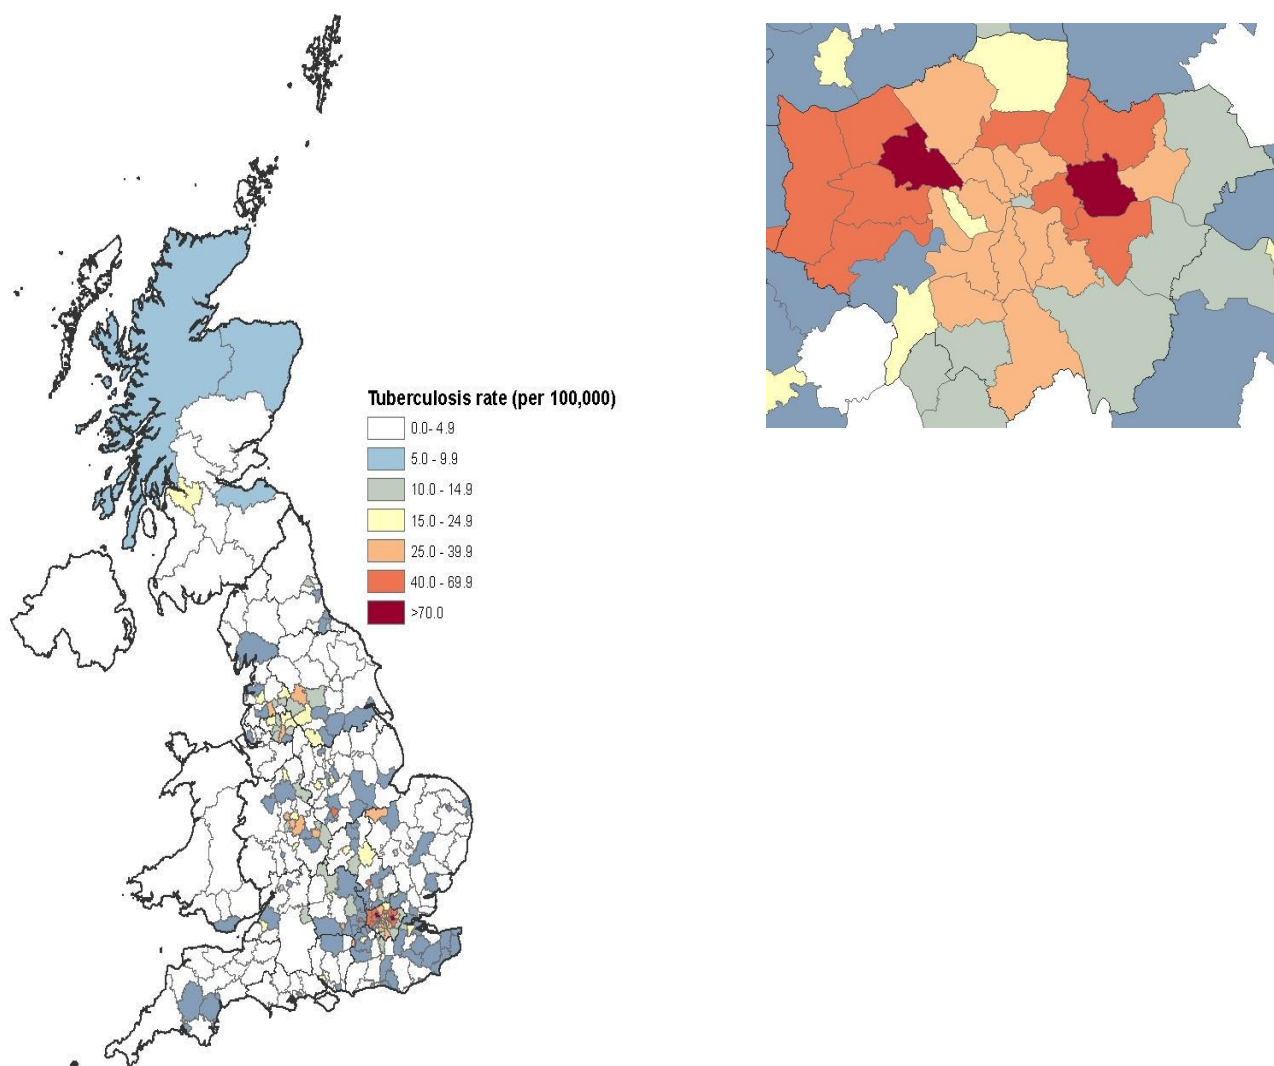 Tuberculosis rate (per 100,000)
0.0- 4.9
5.0 - 9.9
10.0 - 14.9
15.0 - 24.9
25.0 - 39.9
40.0 - 69.9
>70.0